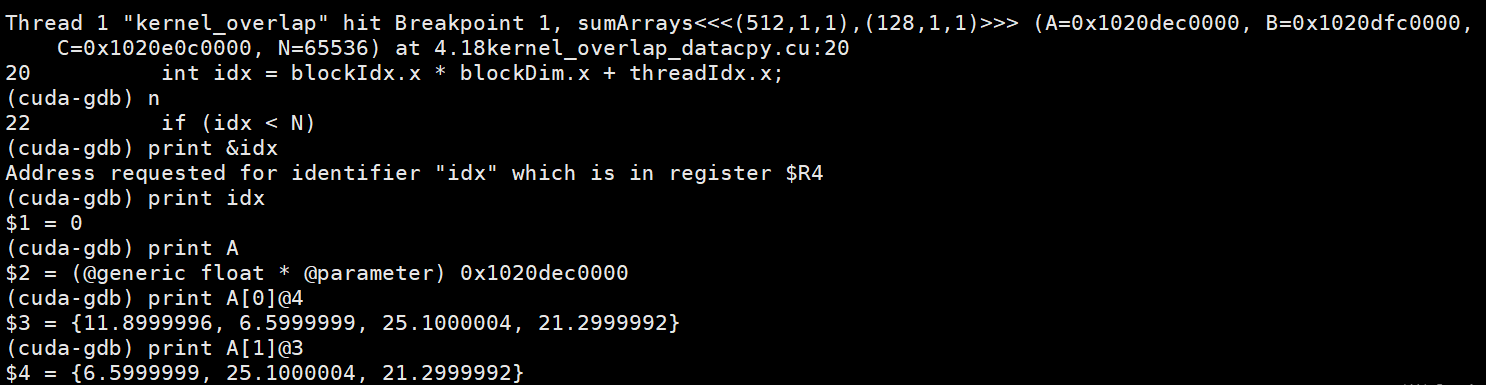 Thread 1 "kernel_overlap" hit Breakpoint 1, sumArrays<<<(512,1,1),(128,1,1)>>> (A=0x1020dec0000, B=0x1020dfc0000,
    C=0x1020e0c0000, N=65536) at 4.18kernel_overlap_datacpy.cu:20
20          int idx = blockIdx.x * blockDim.x + threadIdx.x;
(cuda-gdb) n
22          if (idx < N)
(cuda-gdb) print &idx
Address requested for identifier "idx" which is in register $R4
(cuda-gdb) print idx
$1 = 0
(cuda-gdb) print A
$2 = (@generic float * @parameter) 0x1020dec0000
(cuda-gdb) print A[0]@4
$3 = {11.8999996, 6.5999999, 25.1000004, 21.2999992}
(cuda-gdb) print A[1]@3
$4 = {6.5999999, 25.1000004, 21.2999992}